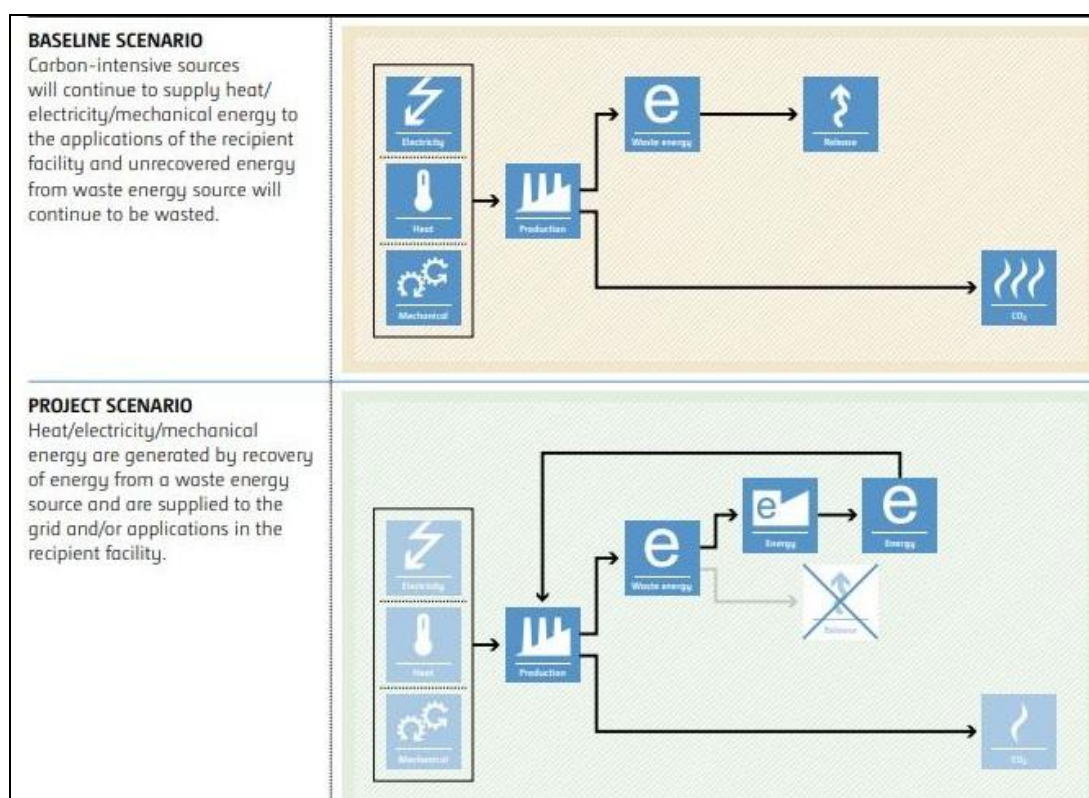 BASELINE SCENARIO
Carbon-intensive sources
will continue to supply heat/
electricity/mechanical energy to
the applications of the recipient
facility and unrecovered energy
from waste energy source will
continue to be wasted.
Electricity
Heat
Mechanical
Production
e
Waste energy
Release
CO₂
PROJECT SCENARIO
Heat/electricity/mechanical
energy are generated by recovery
of energy from a waste energy
source and are supplied to the
grid and/or applications in the
recipient facility.
Electricity
Heat
Mechanical
Production
e
Waste energy
e
Energy
e
Energy
Release
CO₂